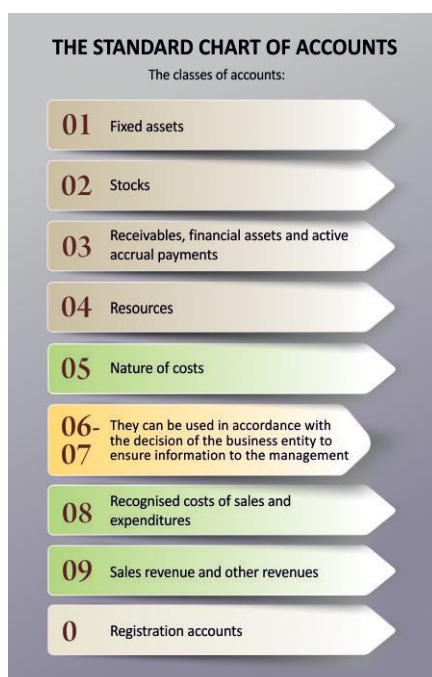 THE STANDARD CHART OF ACCOUNTS
The classes of accounts:
01 Fixed assets
02 Stocks
03 Receivables, financial assets and active
accrual payments
04 Resources
05 Nature of costs
06-
07
They can be used in accordance with
the decision of the business entity to
ensure information to the management
08 Recognised costs of sales and
expenditures
09 Sales revenue and other revenues
0 Registration accounts